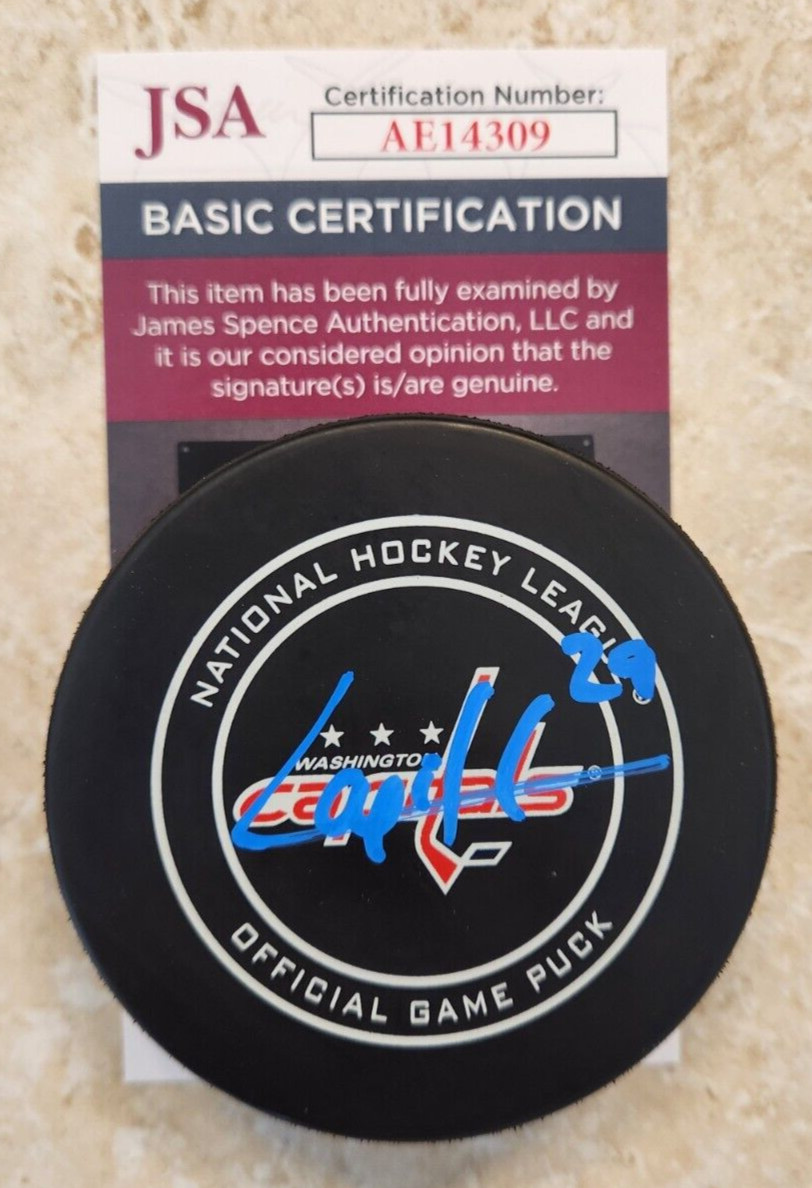 JSA
Certification Number:
AE14309
BASIC CERTIFICATION
This item has been fully examined by
James Spence Authentication, LLC and
it is our considered opinion that the
signature(s) is/are genuine.
NATIONAL HOCKEY LEAGUE®
29
WASHINGTON
capitals®
OFFICIAL GAME PUCK